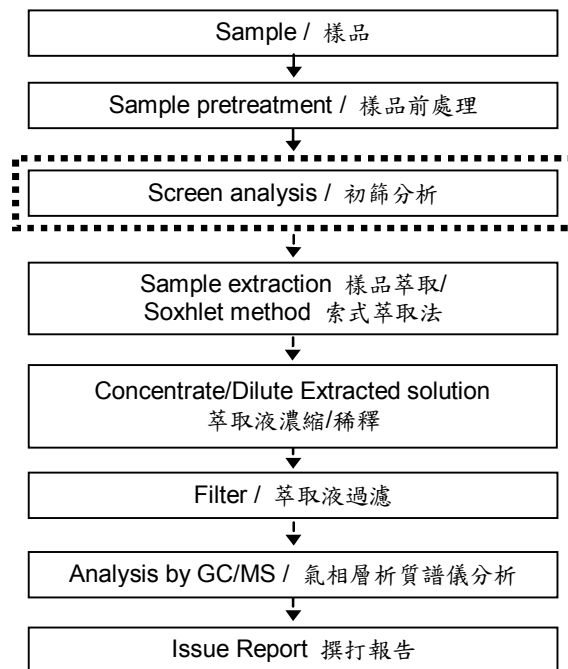 Sample / 樣品
Sample pretreatment / 樣品前處理
Screen analysis / 初篩分析
Sample extraction 樣品萃取/
Soxhlet method 索式萃取法
Concentrate/Dilute Extracted solution
萃取液濃縮/稀釋
Filter / 萃取液過濾
Analysis by GC/MS / 氣相層析質譜儀分析
Issue Report 撰打報告